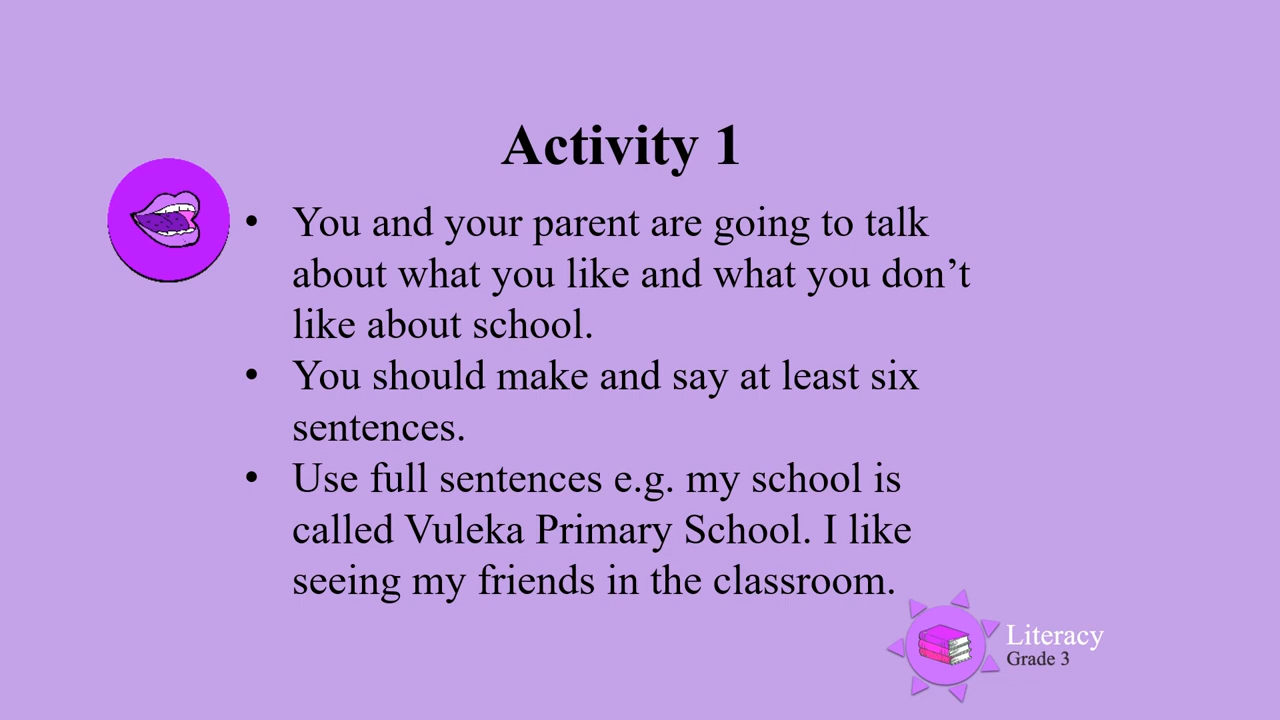 Activity 1
• You and your parent are going to talk
about what you like and what you don’t
like about school.
• You should make and say at least six
sentences.
• Use full sentences e.g. my school is
called Vuleka Primary School. I like
seeing my friends in the classroom.
Literacy
Grade 3